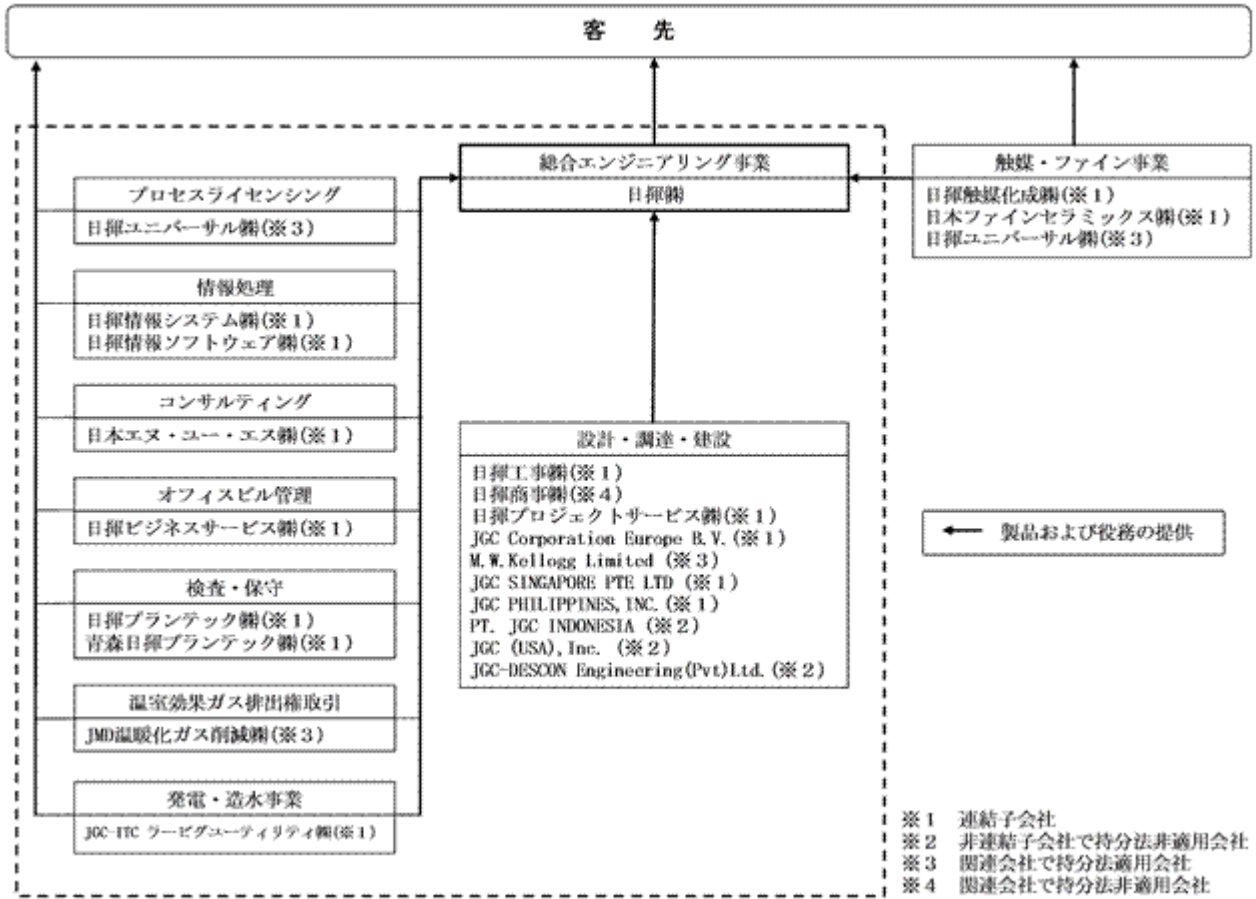 客　先
総合エンジニアリング事業
日揮㈱
触媒・ファイン事業
日揮触媒化成㈱(※1)
日本ファインセラミックス㈱(※1)
日揮ユニバーサル㈱(※3)
プロセスライセンシング
日揮ユニバーサル㈱(※3)
情報処理
日揮情報システム㈱(※1)
日揮情報ソフトウェア㈱(※1)
コンサルティング
日本エヌ・ユー・エス㈱(※1)
オフィスビル管理
日揮ビジネスサービス㈱(※1)
検査・保守
日揮プランテック㈱(※1)
青森日揮プランテック㈱(※1)
温室効果ガス排出権取引
JMD温暖化ガス削減㈱(※3)
発電・造水事業
JGC-ITC ラービグユーティリティ㈱(※1)
設計・調達・建設
日揮工事㈱(※1)
日揮商事㈱(※4)
日揮プロジェクトサービス㈱(※1)
JGC Corporation Europe B.V.(※1)
M.W.Kellogg Limited (※3)
JGC SINGAPORE PTE LTD (※1)
JGC PHILIPPINES,INC.(※1)
PT. JGC INDONESIA (※2)
JGC (USA),Inc. (※2)
JGC-DESCON Engineering(Pvt)Ltd.(※2)
製品および役務の提供
※1　連結子会社
※2　非連結子会社で持分法非適用会社
※3　関連会社で持分法適用会社
※4　関連会社で持分法非適用会社